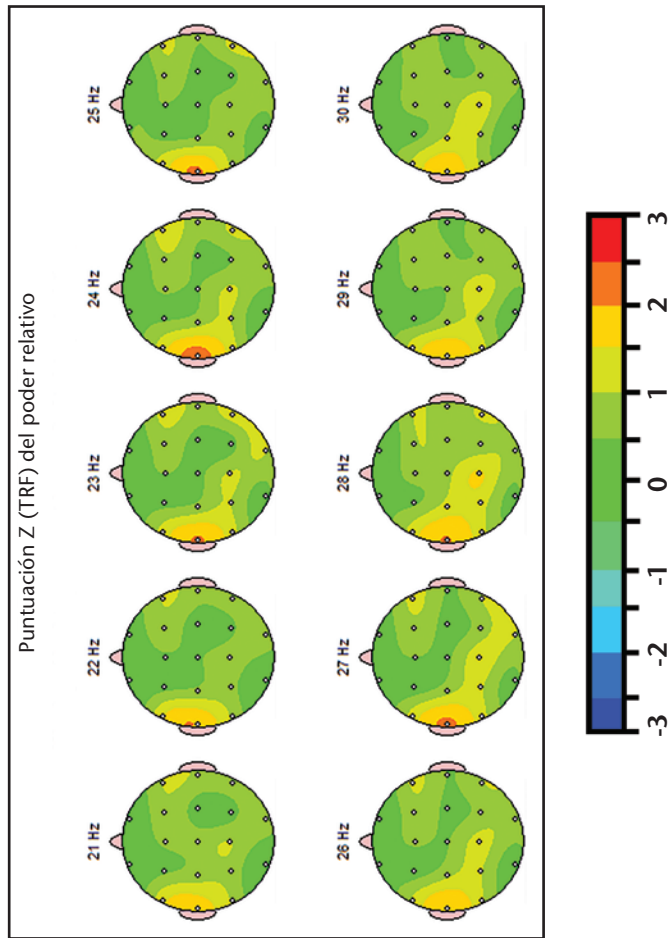 Puntuación Z (TRF) del poder relativo
21 Hz 22 Hz 23 Hz 24 Hz 25 Hz
26 Hz 27 Hz 28 Hz 29 Hz 30 Hz
-3 -2 -1 0 1 2 3